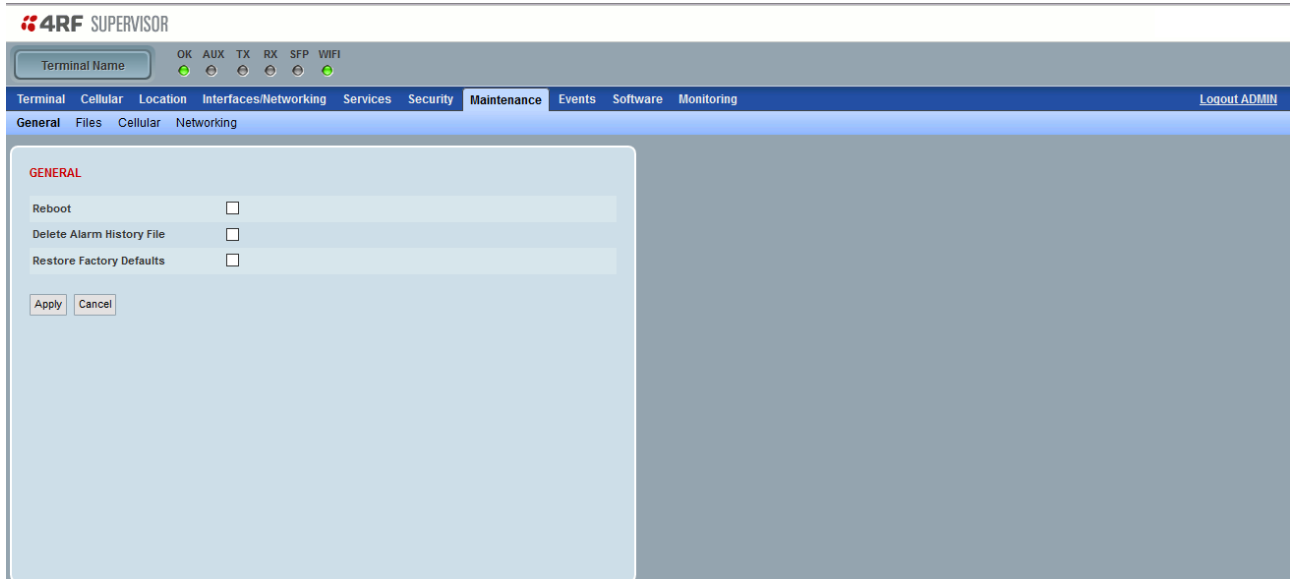 4RF SUPERVISOR
Terminal Name
OK AUX TX RX SFP WIFI
Terminal Cellular Location Interfaces/Networking Services Security Maintenance Events Software Monitoring Logout ADMIN
General Files Cellular Networking
GENERAL
Reboot
Delete Alarm History File
Restore Factory Defaults
Apply Cancel